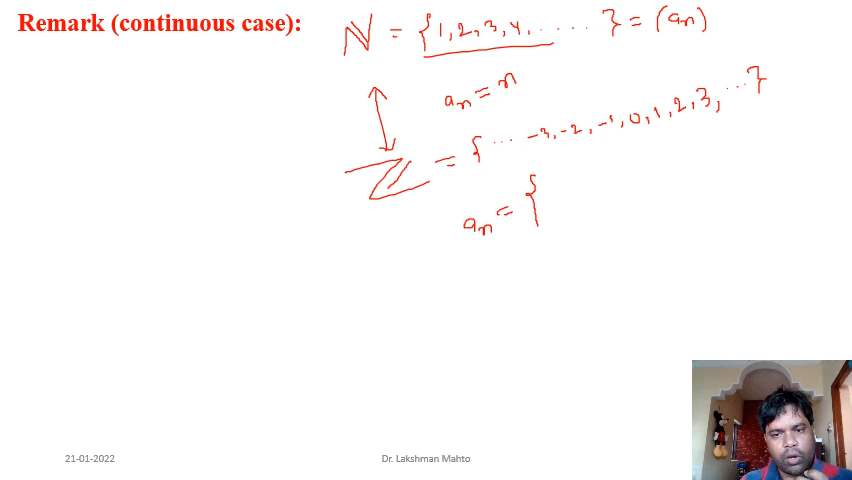 Remark (continuous case):
N = {1, 2, 3, 4, ...... } = (aₙ)
aₙ = n
Z = { ... -3, -2, -1, 0, 1, 2, 3, ... }
aₙ = {
21-01-2022
Dr. Lakshman Mahto